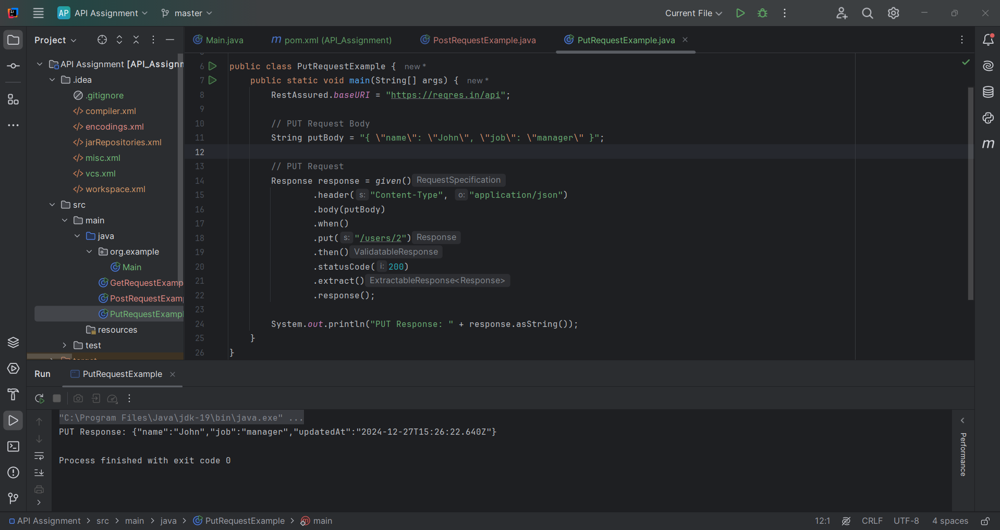 AP API Assignment master Current File
Project
Main.java pom.xml (API_Assignment) PostRequestExample.java PutRequestExample.java
API Assignment [API_Assignm
.idea
.gitignore
compiler.xml
encodings.xml
jarRepositories.xml
misc.xml
vcs.xml
workspace.xml
src
main
java
org.example
Main
GetRequestExamp
PostRequestExam
PutRequestExampl
resources
test
target
6 public class PutRequestExample { new *
7 public static void main(String[] args) { new *
8 RestAssured.baseURI = "https://reqres.in/api";
9
10 // PUT Request Body
11 String putBody = "{ \"name\": \"John\", \"job\": \"manager\" }";
12
13 // PUT Request
14 Response response = given() RequestSpecification
15 .header( s: "Content-Type", o: "application/json")
16 .body(putBody)
17 .when()
18 .put( s: "/users/2") Response
19 .then() ValidatableResponse
20 .statusCode( i: 200)
21 .extract() ExtractableResponse<Response>
22 .response();
23
24 System.out.println("PUT Response: " + response.asString());
25 }
26 }
Run PutRequestExample
"C:\Program Files\Java\jdk-19\bin\java.exe" ...
PUT Response: {"name":"John","job":"manager","updatedAt":"2024-12-27T15:26:22.640Z"}
Process finished with exit code 0
Performance
API Assignment > src > main > java > PutRequestExample > main 12:1 CRLF UTF-8 4 spaces